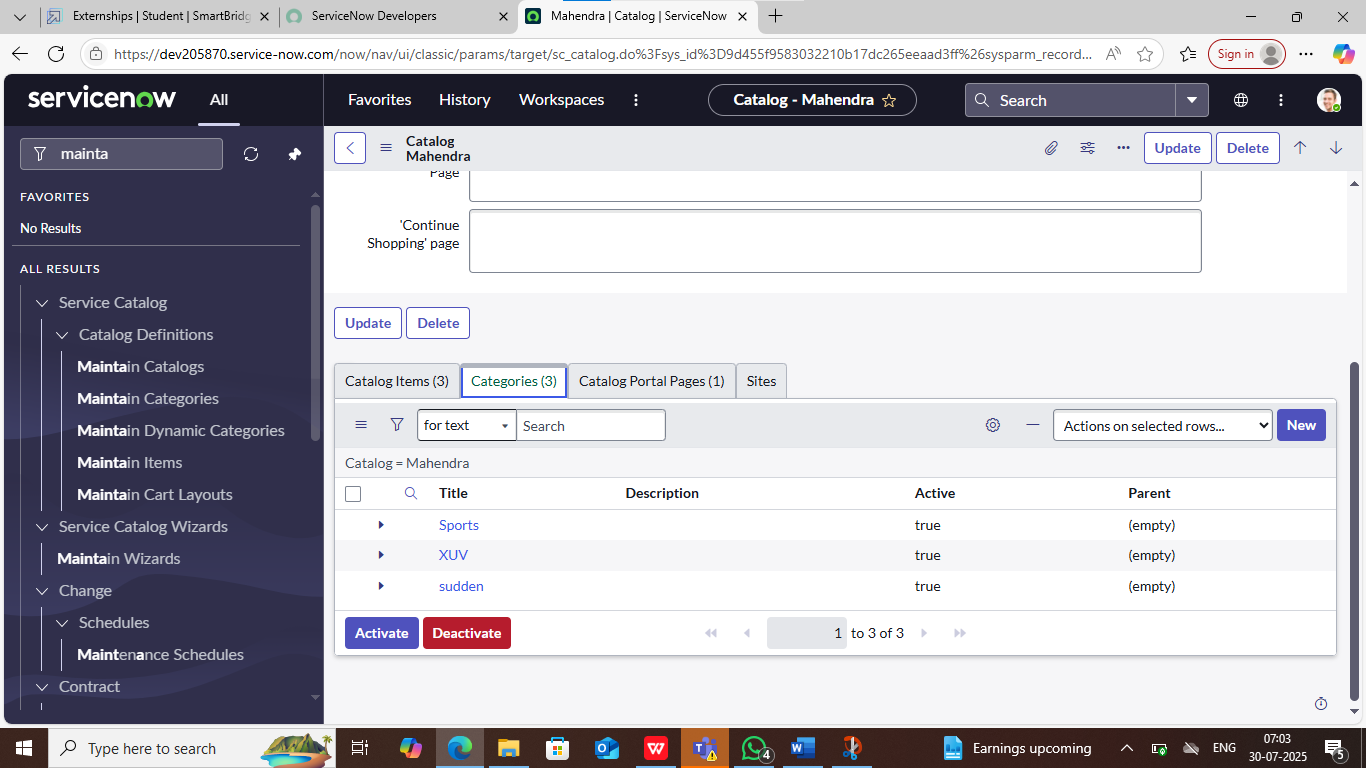 Externships | Student | SmartBridg
ServiceNow Developers
Mahendra | Catalog | ServiceNow
https://dev205870.service-now.com/now/nav/ui/classic/params/target/sc_catalog.do%3Fsys_id%3D9d455f9583032210b17dc265eeaad3ff%26sysparm_record...
Sign in
servicenow
All
Favorites
History
Workspaces
Catalog - Mahendra
Search
mainta
FAVORITES
No Results
ALL RESULTS
Service Catalog
Catalog Definitions
Maintain Catalogs
Maintain Categories
Maintain Dynamic Categories
Maintain Items
Maintain Cart Layouts
Service Catalog Wizards
Maintain Wizards
Change
Schedules
Maintenance Schedules
Contract
Catalog
Mahendra
Update
Delete
Page
'Continue
Shopping' page
Update
Delete
Catalog Items (3)
Categories (3)
Catalog Portal Pages (1)
Sites
for text
Search
Actions on selected rows...
New
Catalog = Mahendra
Title Description Active Parent
Sports true (empty)
XUV true (empty)
sudden true (empty)
Activate
Deactivate
1 to 3 of 3
Type here to search
4
Earnings upcoming
ENG
07:03
30-07-2025
5